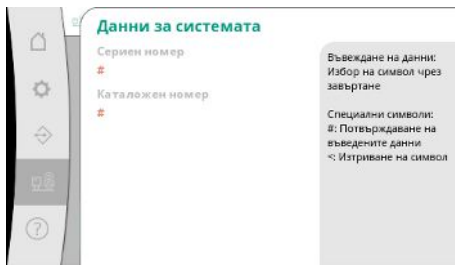 Данни за системата
Сериен номер
#
Каталожен номер
#
Въвеждане на данни:
Избор на символ чрез
завъртане
Специални символи:
#: Потвърждаване на
въведените данни
<: Изтриване на символ
?